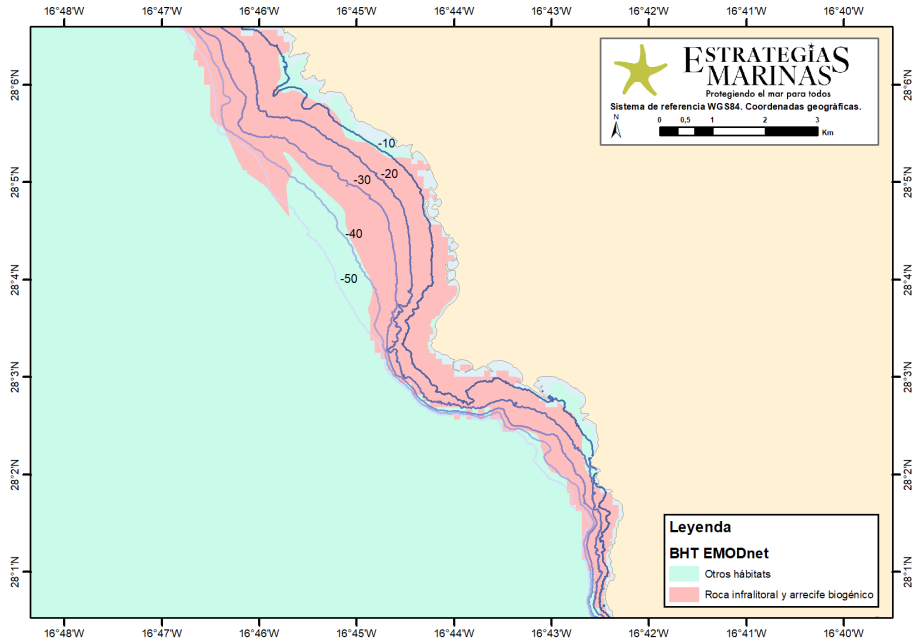 16°48'W 16°47'W 16°46'W 16°45'W 16°44'W 16°43'W 16°42'W 16°41'W 16°40'W
ESTRATEGIAS
MARINAS
Protegiendo el mar para todos
Sistema de referencia WGS84. Coordenadas geográficas.
N
0 0,5 1 2 3
Km
28°6'N
28°5'N
28°4'N
28°3'N
28°2'N
28°1'N
-10
-20
-30
-40
-50
28°6'N
28°5'N
28°4'N
28°3'N
28°2'N
28°1'N
Leyenda
BHT EMODnet
Otros hábitats
Roca infralitoral y arrecife biogénico
16°48'W 16°47'W 16°46'W 16°45'W 16°44'W 16°43'W 16°42'W 16°41'W 16°40'W